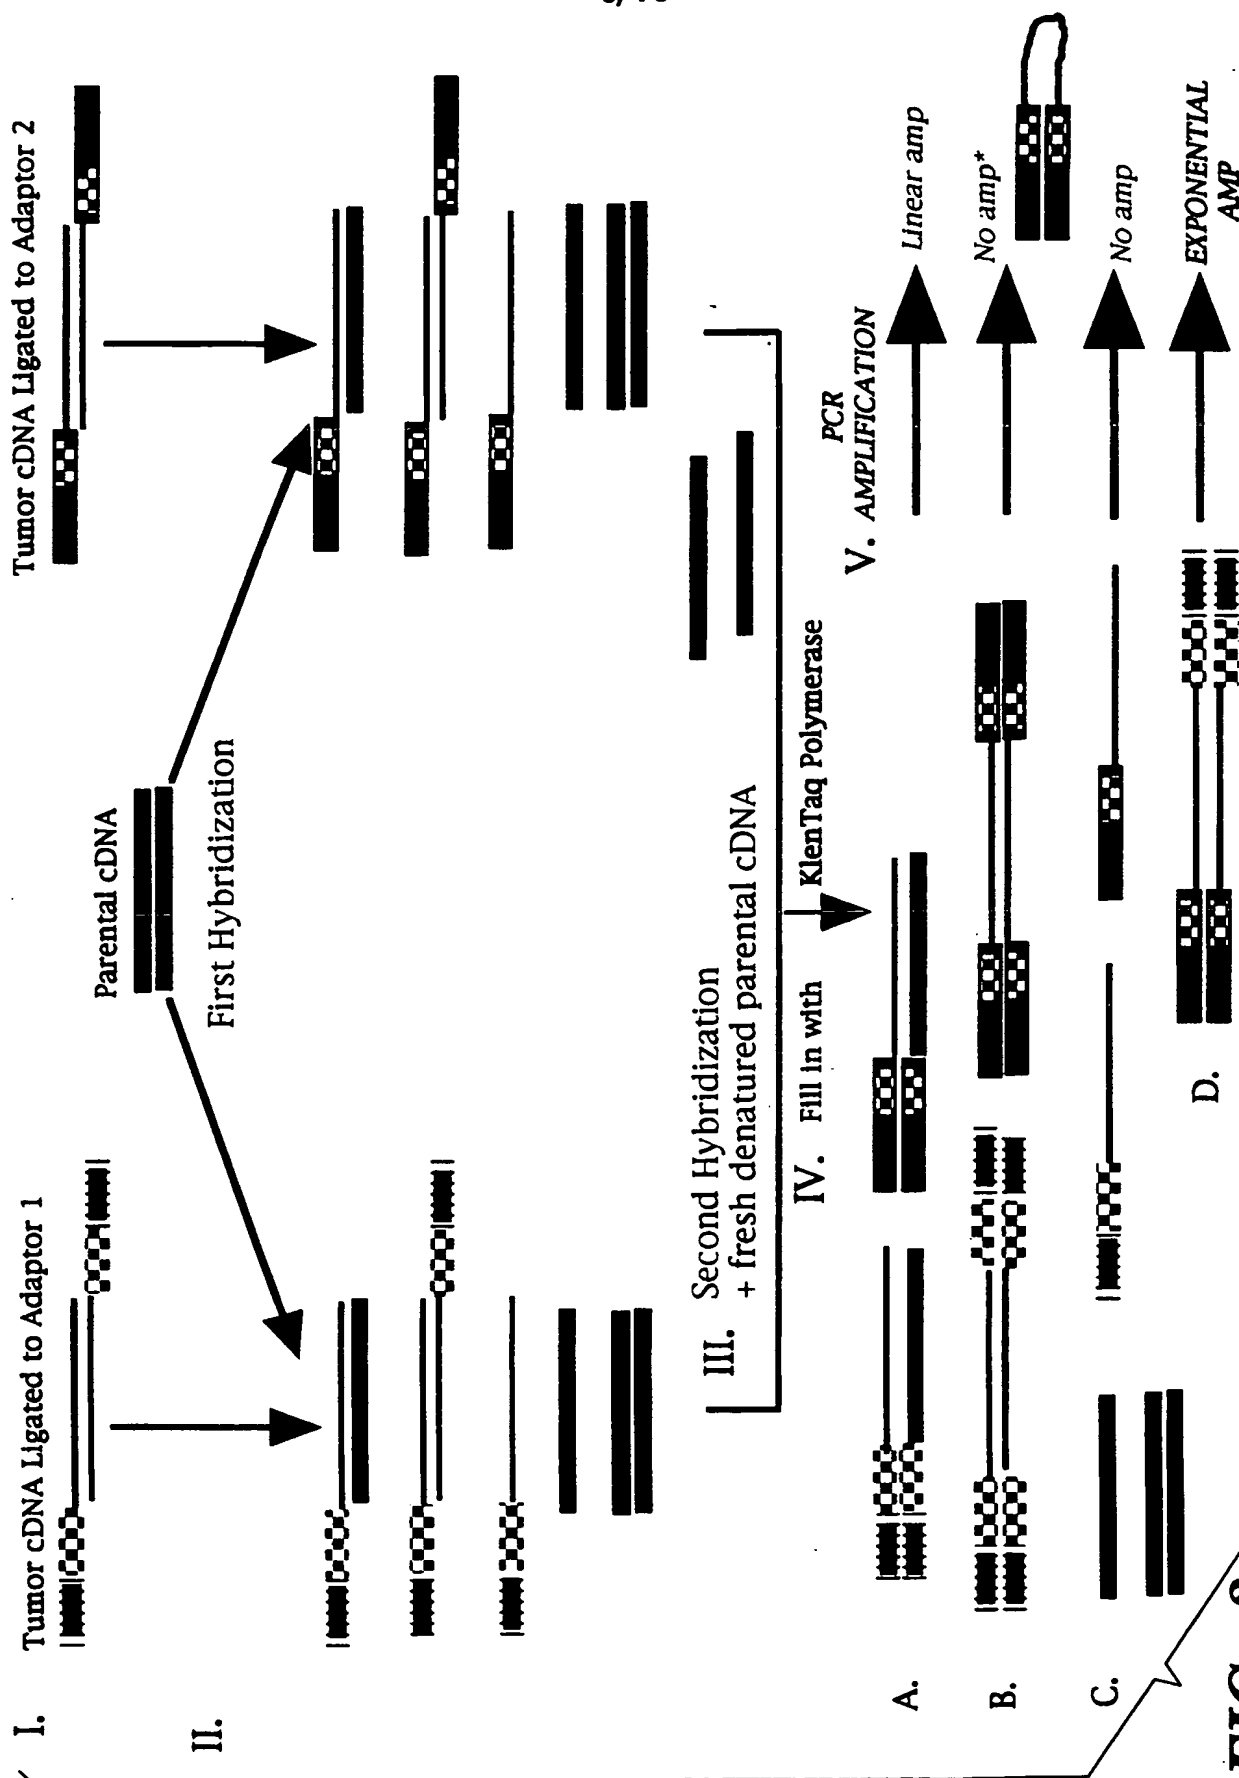 I. Tumor cDNA Ligated to Adaptor 1
Parental cDNA
Tumor cDNA Ligated to Adaptor 2
II.
First Hybridization
III. Second Hybridization
+ fresh denatured parental cDNA
IV. Fill in with KlenTaq Polymerase
PCR
V. AMPLIFICATION
A.
Linear amp
B.
No amp*
C.
No amp
D.
EXPONENTIAL
AMP